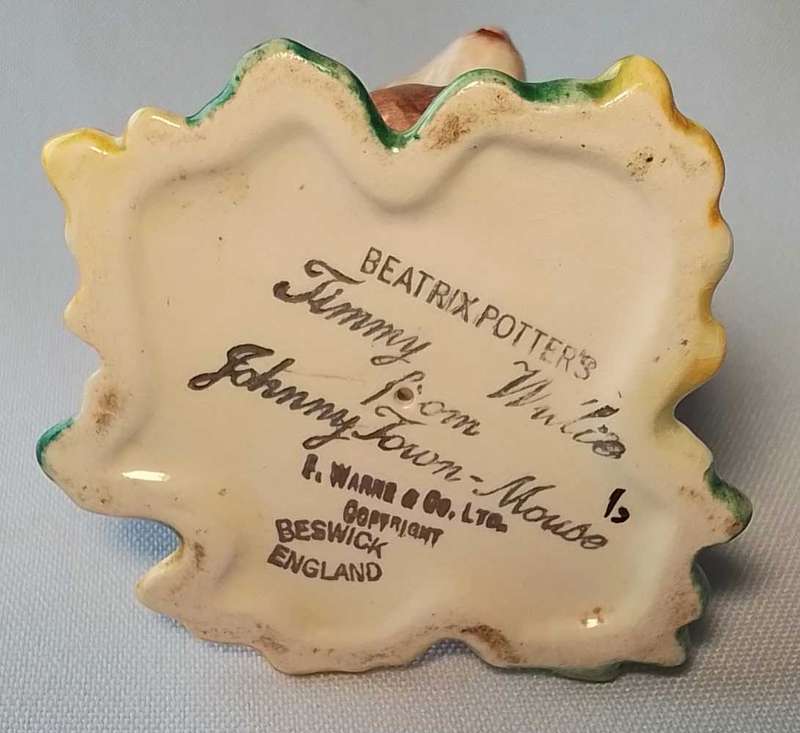 BEATRIX POTTER'S
Timmy Willie
from
Johnny Town-Mouse
F. WARNE & CO. LTD.
COPYRIGHT
BESWICK
ENGLAND